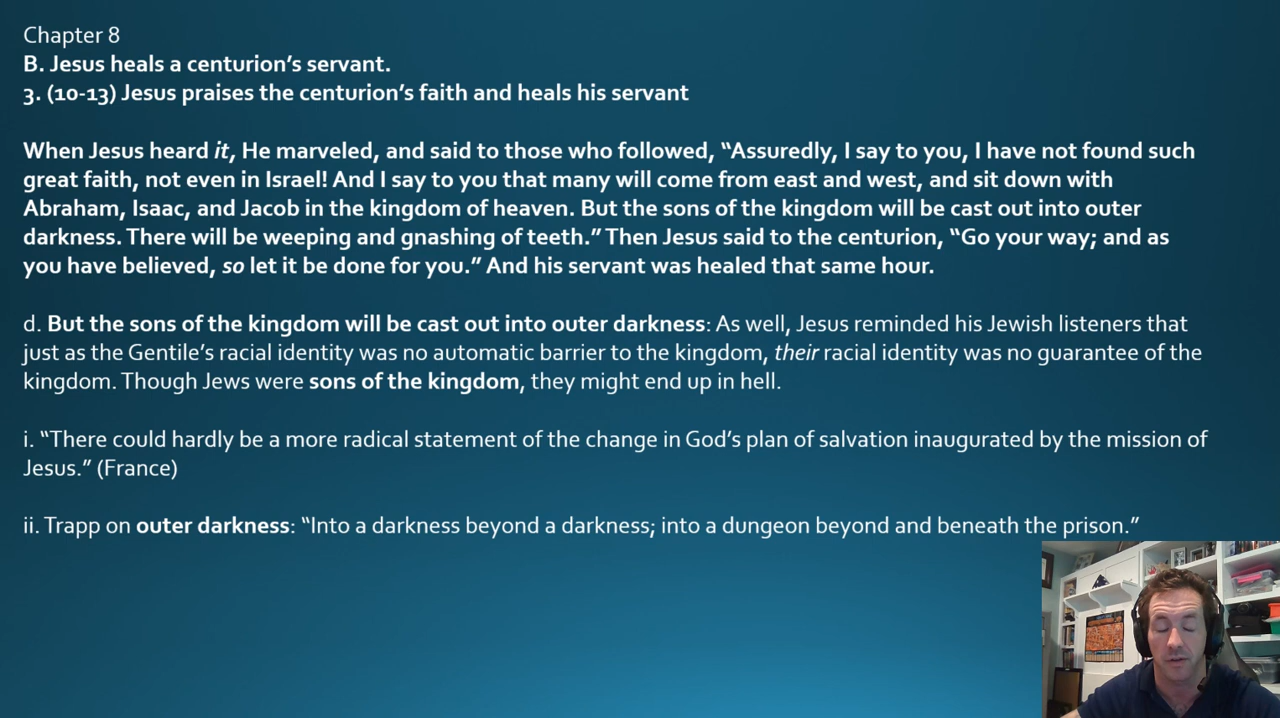 Chapter 8
B. Jesus heals a centurion’s servant.
3. (10-13) Jesus praises the centurion’s faith and heals his servant
When Jesus heard it, He marveled, and said to those who followed, “Assuredly, I say to you, I have not found such
great faith, not even in Israel! And I say to you that many will come from east and west, and sit down with
Abraham, Isaac, and Jacob in the kingdom of heaven. But the sons of the kingdom will be cast out into outer
darkness. There will be weeping and gnashing of teeth.” Then Jesus said to the centurion, “Go your way; and as
you have believed, so let it be done for you.” And his servant was healed that same hour.
d. But the sons of the kingdom will be cast out into outer darkness: As well, Jesus reminded his Jewish listeners that
just as the Gentile’s racial identity was no automatic barrier to the kingdom, their racial identity was no guarantee of the
kingdom. Though Jews were sons of the kingdom, they might end up in hell.
i. “There could hardly be a more radical statement of the change in God’s plan of salvation inaugurated by the mission of
Jesus.” (France)
ii. Trapp on outer darkness: “Into a darkness beyond a darkness; into a dungeon beyond and beneath the prison.”